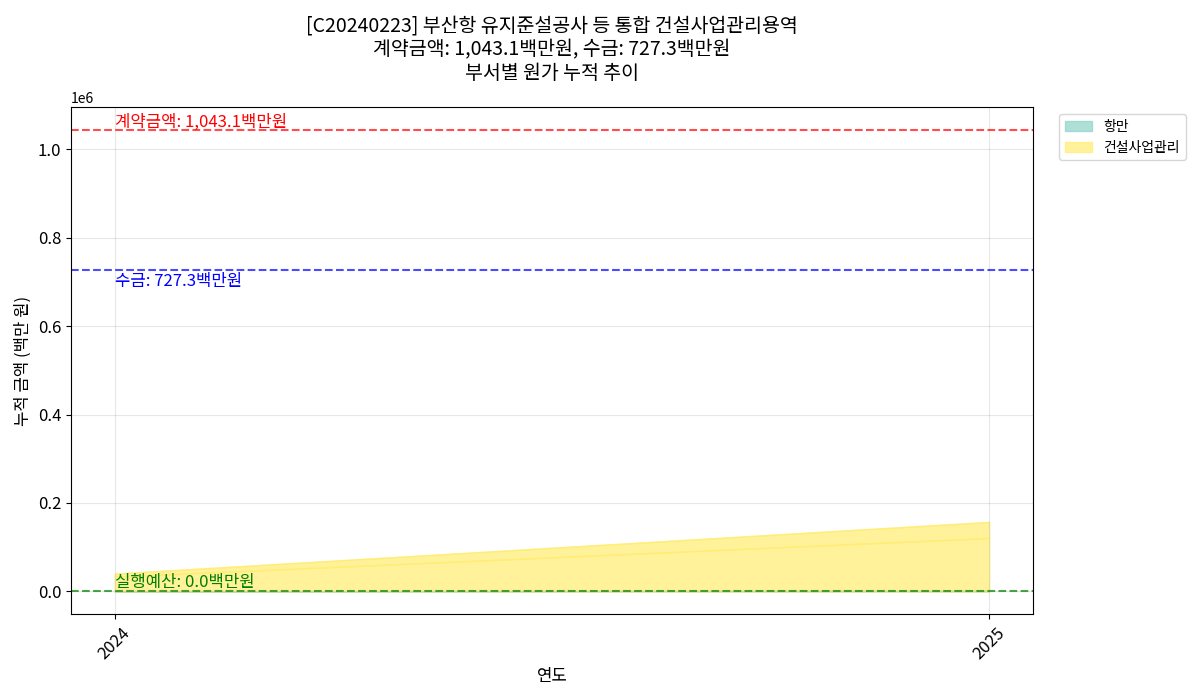 [C20240223] 부산항 유지준설공사 등 통합 건설사업관리용역
계약금액: 1,043.1백만원, 수금: 727.3백만원
부서별 원가 누적 추이
1e6
계약금액: 1,043.1백만원
수금: 727.3백만원
실행예산: 0.0백만원
1.0
0.8
0.6
0.4
0.2
0.0
누적 금액 (백만 원)
2024
2025
연도
항만
건설사업관리